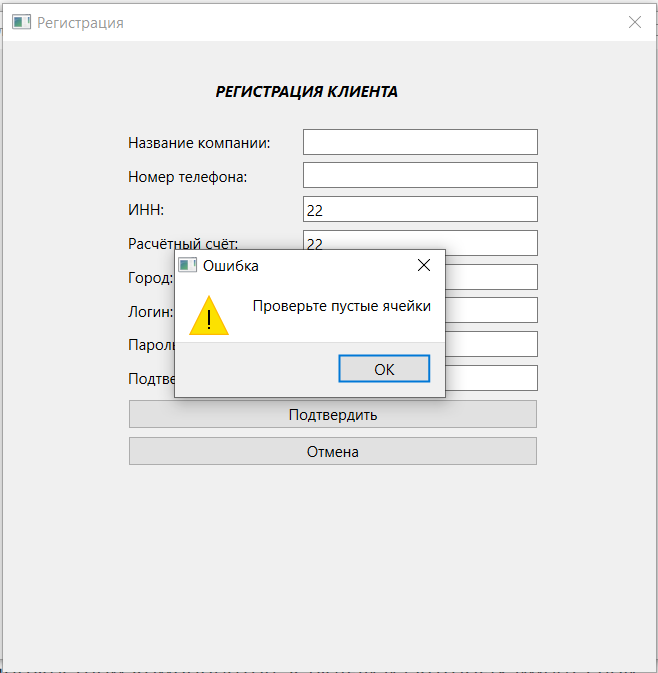 Регистрация
РЕГИСТРАЦИЯ КЛИЕНТА
Название компании:
Номер телефона:
ИНН:
22
Расчётный счёт:
22
Ошибка
Город:
Проверьте пустые ячейки
Логин:
Пароль
OK
Подтве
Подтвердить
Отмена